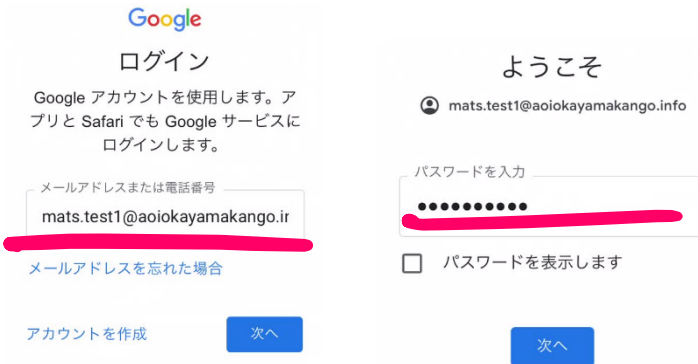 Google
ログイン
Google アカウントを使用します。ア
プリと Safari でも Google サービスに
ログインします。
メールアドレスまたは電話番号
mats.test1@aoiokayamakango.ir
メールアドレスを忘れた場合
アカウントを作成
次へ
ようこそ
mats.test1@aoiokayamakango.info
パスワードを入力
••••••••••
パスワードを表示します
次へ